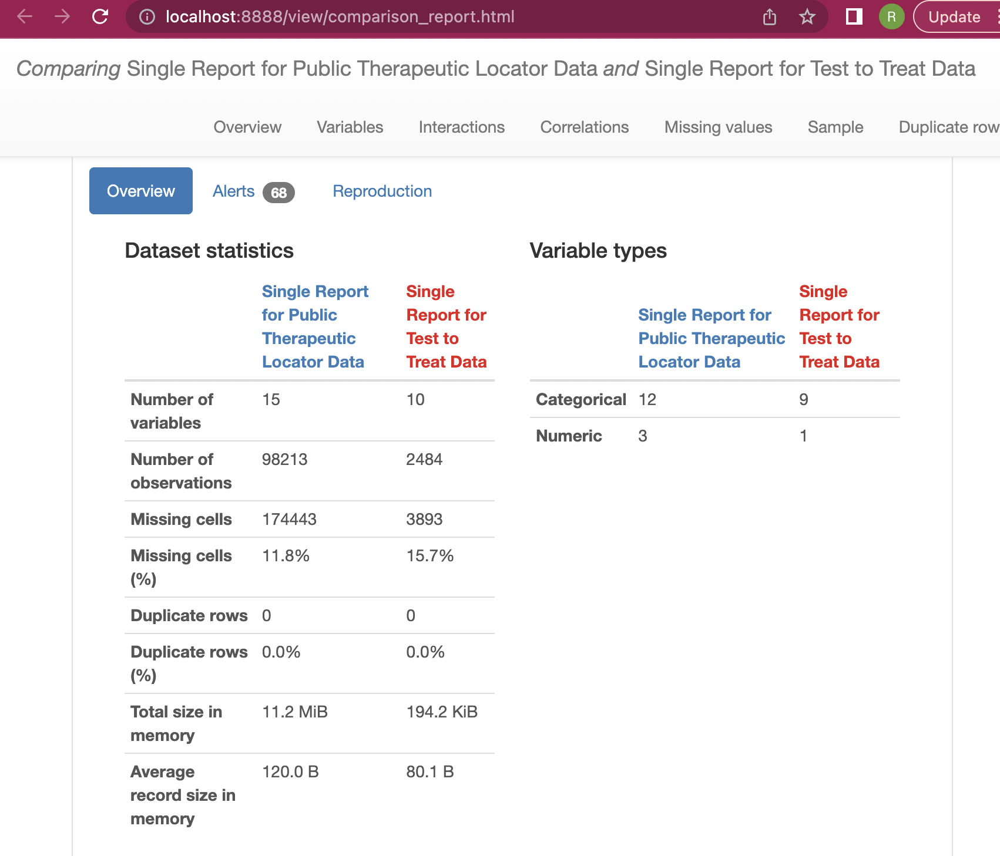 localhost:8888/view/comparison_report.html
R
Update
Comparing Single Report for Public Therapeutic Locator Data and Single Report for Test to Treat Data
Overview Variables Interactions Correlations Missing values Sample Duplicate row
Overview Alerts 68 Reproduction
Dataset statistics
Single Report
for Public
Therapeutic
Locator Data
Single
Report for
Test to
Treat Data
Number of
variables
15
10
Number of
observations
98213
2484
Missing cells 174443 3893
Missing cells
(%)
11.8%
15.7%
Duplicate rows 0 0
Duplicate rows
(%)
0.0%
0.0%
Total size in
memory
11.2 MiB
194.2 KiB
Average
record size in
memory
120.0 B
80.1 B
Variable types
Single Report for
Public Therapeutic
Locator Data
Single
Report for
Test to
Treat Data
Categorical 12 9
Numeric 3 1